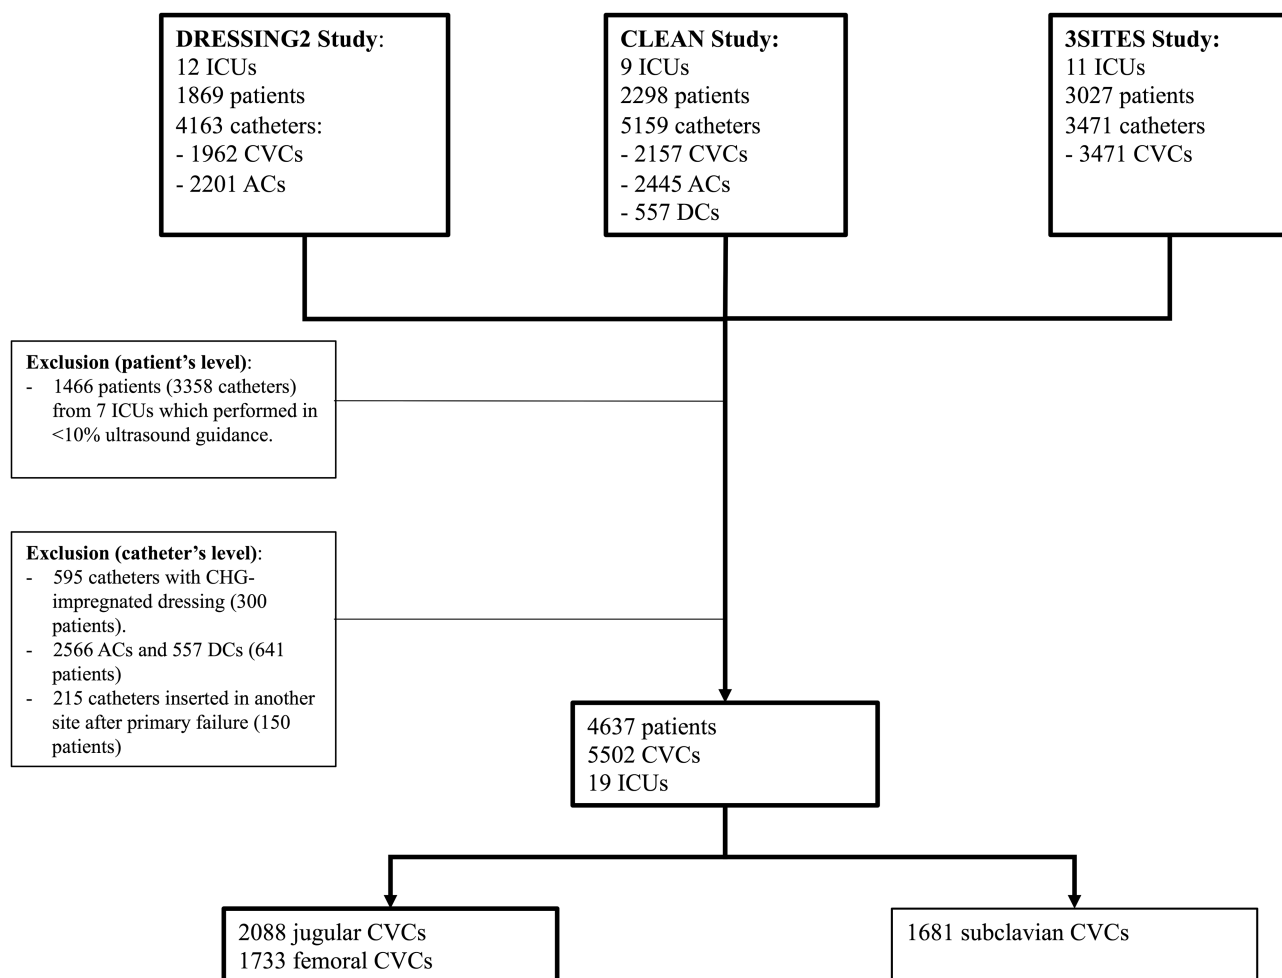 DRESSING2 Study:
12 ICUs
1869 patients
4163 catheters:
- 1962 CVCs
- 2201 ACs
CLEAN Study:
9 ICUs
2298 patients
5159 catheters
- 2157 CVCs
- 2445 ACs
- 557 DCs
3SITES Study:
11 ICUs
3027 patients
3471 catheters
- 3471 CVCs
Exclusion (patient’s level):
- 1466 patients (3358 catheters)
from 7 ICUs which performed in
<10% ultrasound guidance.
Exclusion (catheter’s level):
- 595 catheters with CHG-
impregnated dressing (300
patients).
- 2566 ACs and 557 DCs (641
patients)
- 215 catheters inserted in another
site after primary failure (150
patients)
4637 patients
5502 CVCs
19 ICUs
2088 jugular CVCs
1733 femoral CVCs
1681 subclavian CVCs